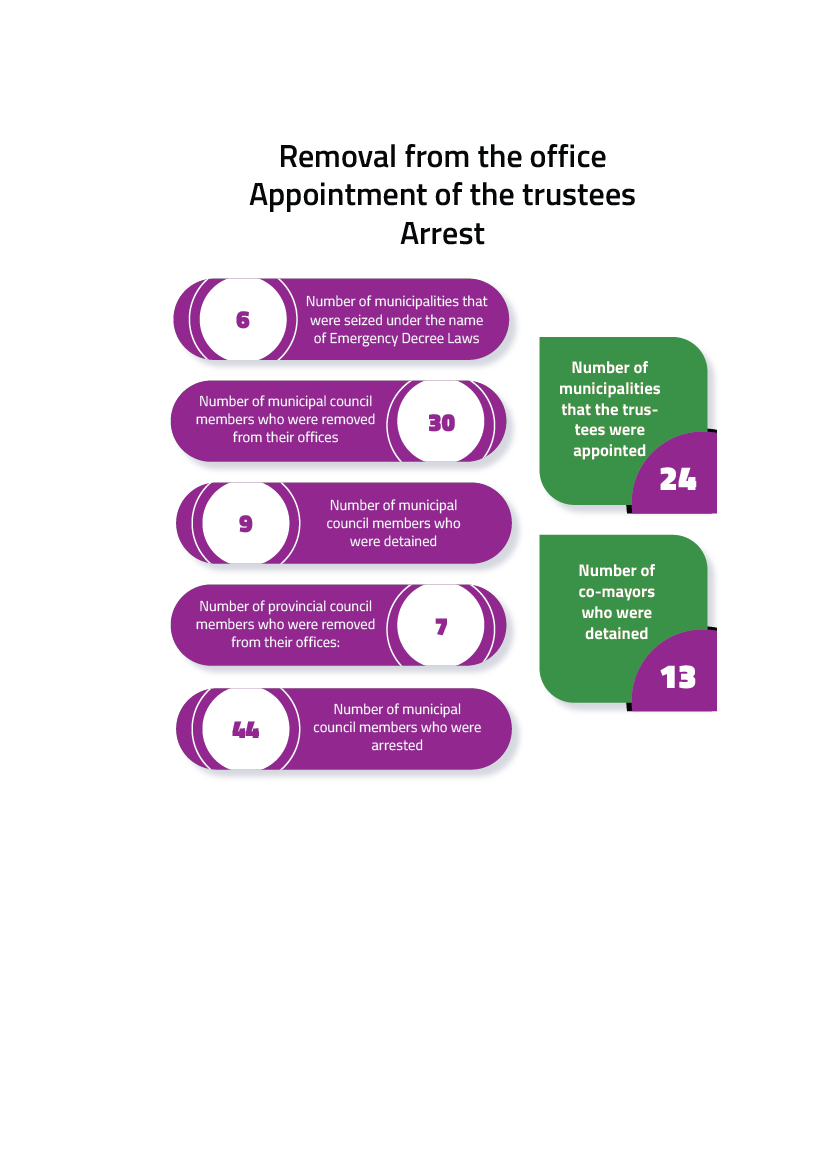 Removal from the office
Appointment of the trustees
Arrest
6
Number of municipalities that
were seized under the name
of Emergency Decree Laws
Number of municipal council
members who were removed
from their offices
30
9
Number of municipal
council members who
were detained
Number of provincial council
members who were removed
from their offices:
7
44
Number of municipal
council members who were
arrested
Number of
municipalities
that the trus-
tees were
appointed
24
Number of
co-mayors
who were
detained
13